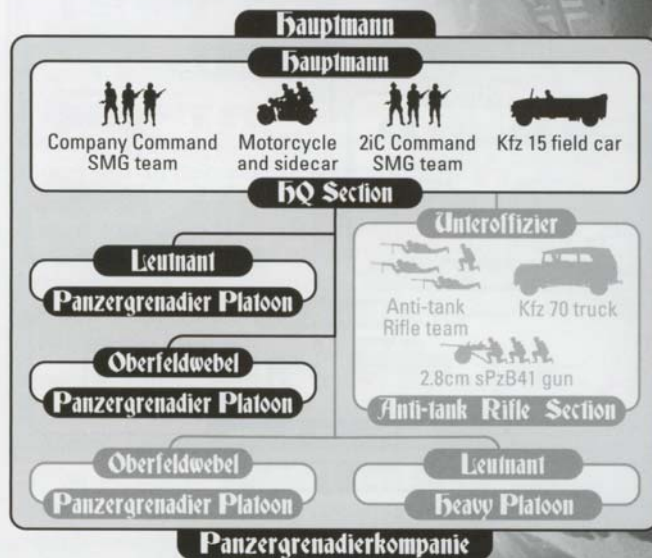 Hauptmann
Hauptmann
Company Command
SMG team
Motorcycle
and sidecar
2iC Command
SMG team
Kfz 15 field car
HQ Section
Leutnant
Panzergrenadier Platoon
Oberfeldwebel
Panzergrenadier Platoon
Unteroffizier
Anti-tank
Rifle team
Kfz 70 truck
2.8cm sPzB41 gun
Anti-tank Rifle Section
Oberfeldwebel
Panzergrenadier Platoon
Leutnant
Heavy Platoon
Panzergrenadierkompanie